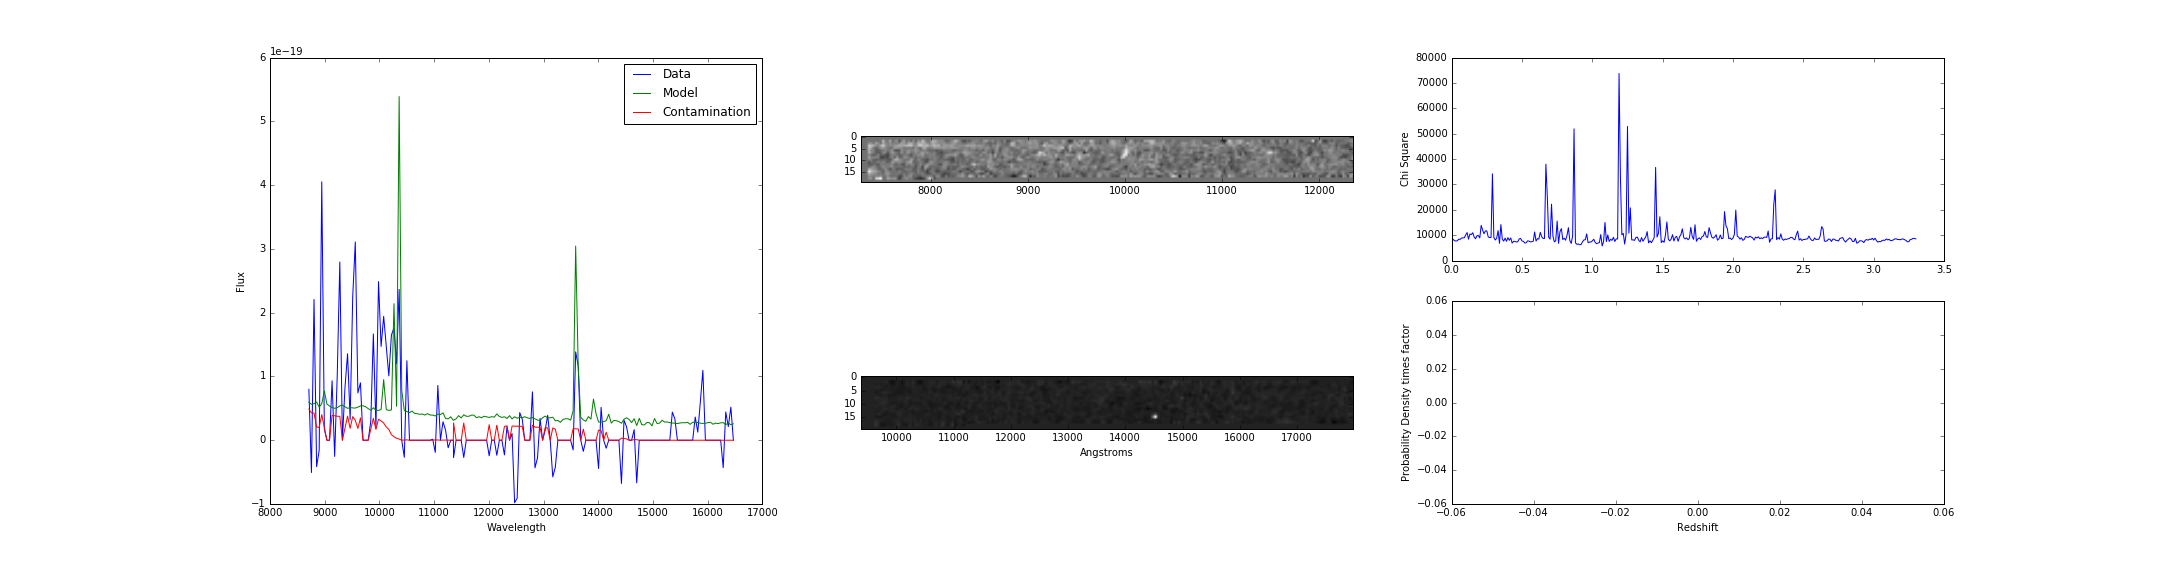 1e−19
6
5
4
3
2
1
0
−1
Flux
8000 9000 10000 11000 12000 13000 14000 15000 16000 17000
Wavelength
Data
Model
Contamination
0
5
10
15
8000 9000 10000 11000 12000
0
5
10
15
10000 11000 12000 13000 14000 15000 16000 17000
Angstroms
80000
70000
60000
50000
40000
30000
20000
10000
0
Chi Square
0.0 0.5 1.0 1.5 2.0 2.5 3.0 3.5
0.06
0.04
0.02
0.00
−0.02
−0.04
−0.06
Probability Density times factor
−0.06 −0.04 −0.02 0.00 0.02 0.04 0.06
Redshift